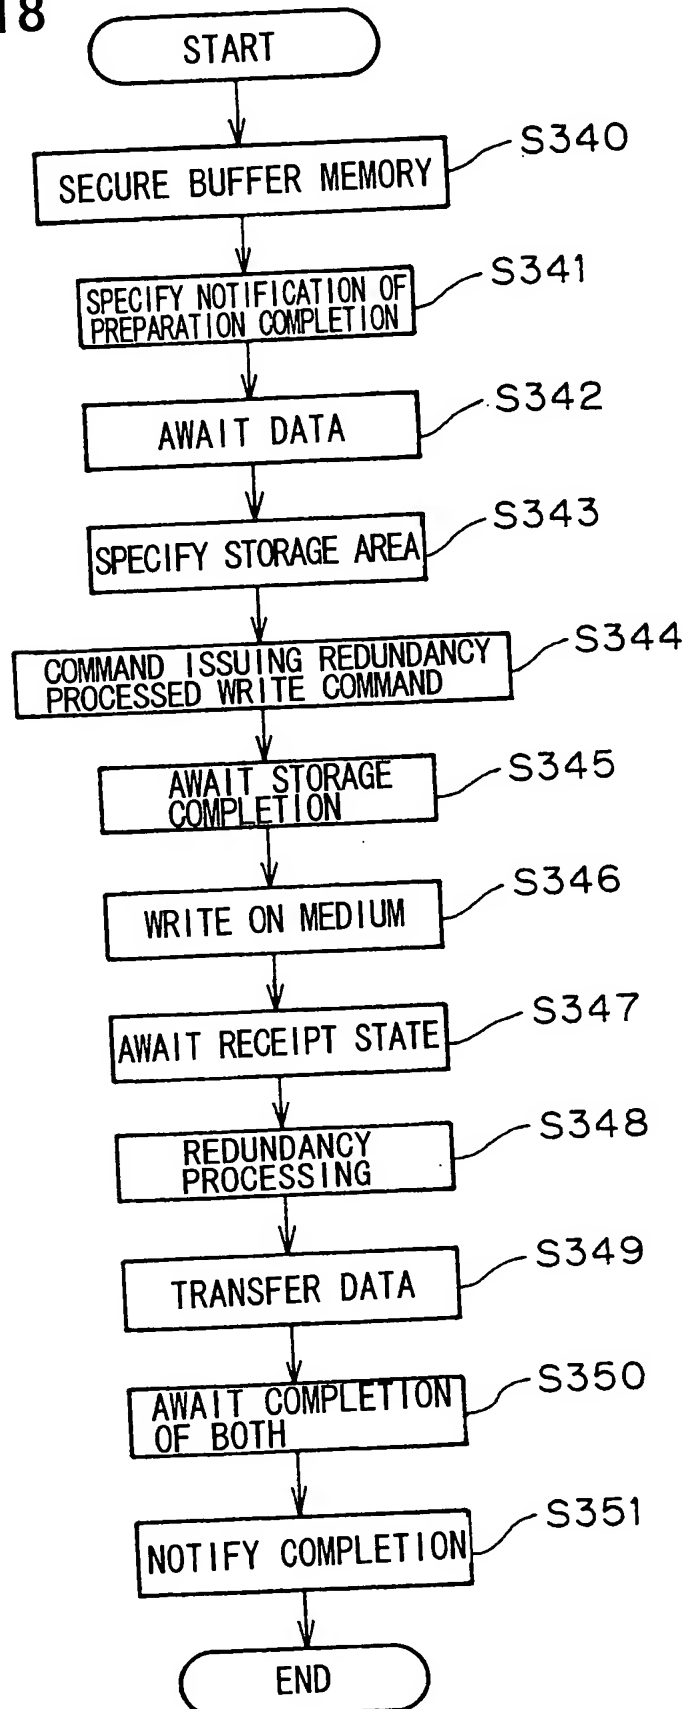 18
START
SECURE BUFFER MEMORY
S340
SPECIFY NOTIFICATION OF
PREPARATION COMPLETION
S341
AWAIT DATA
S342
SPECIFY STORAGE AREA
S343
COMMAND ISSUING REDUNDANCY
PROCESSED WRITE COMMAND
S344
AWAIT STORAGE
COMPLETION
S345
WRITE ON MEDIUM
S346
AWAIT RECEIPT STATE
S347
REDUNDANCY
PROCESSING
S348
TRANSFER DATA
S349
AWAIT COMPLETION
OF BOTH
S350
NOTIFY COMPLETION
S351
END